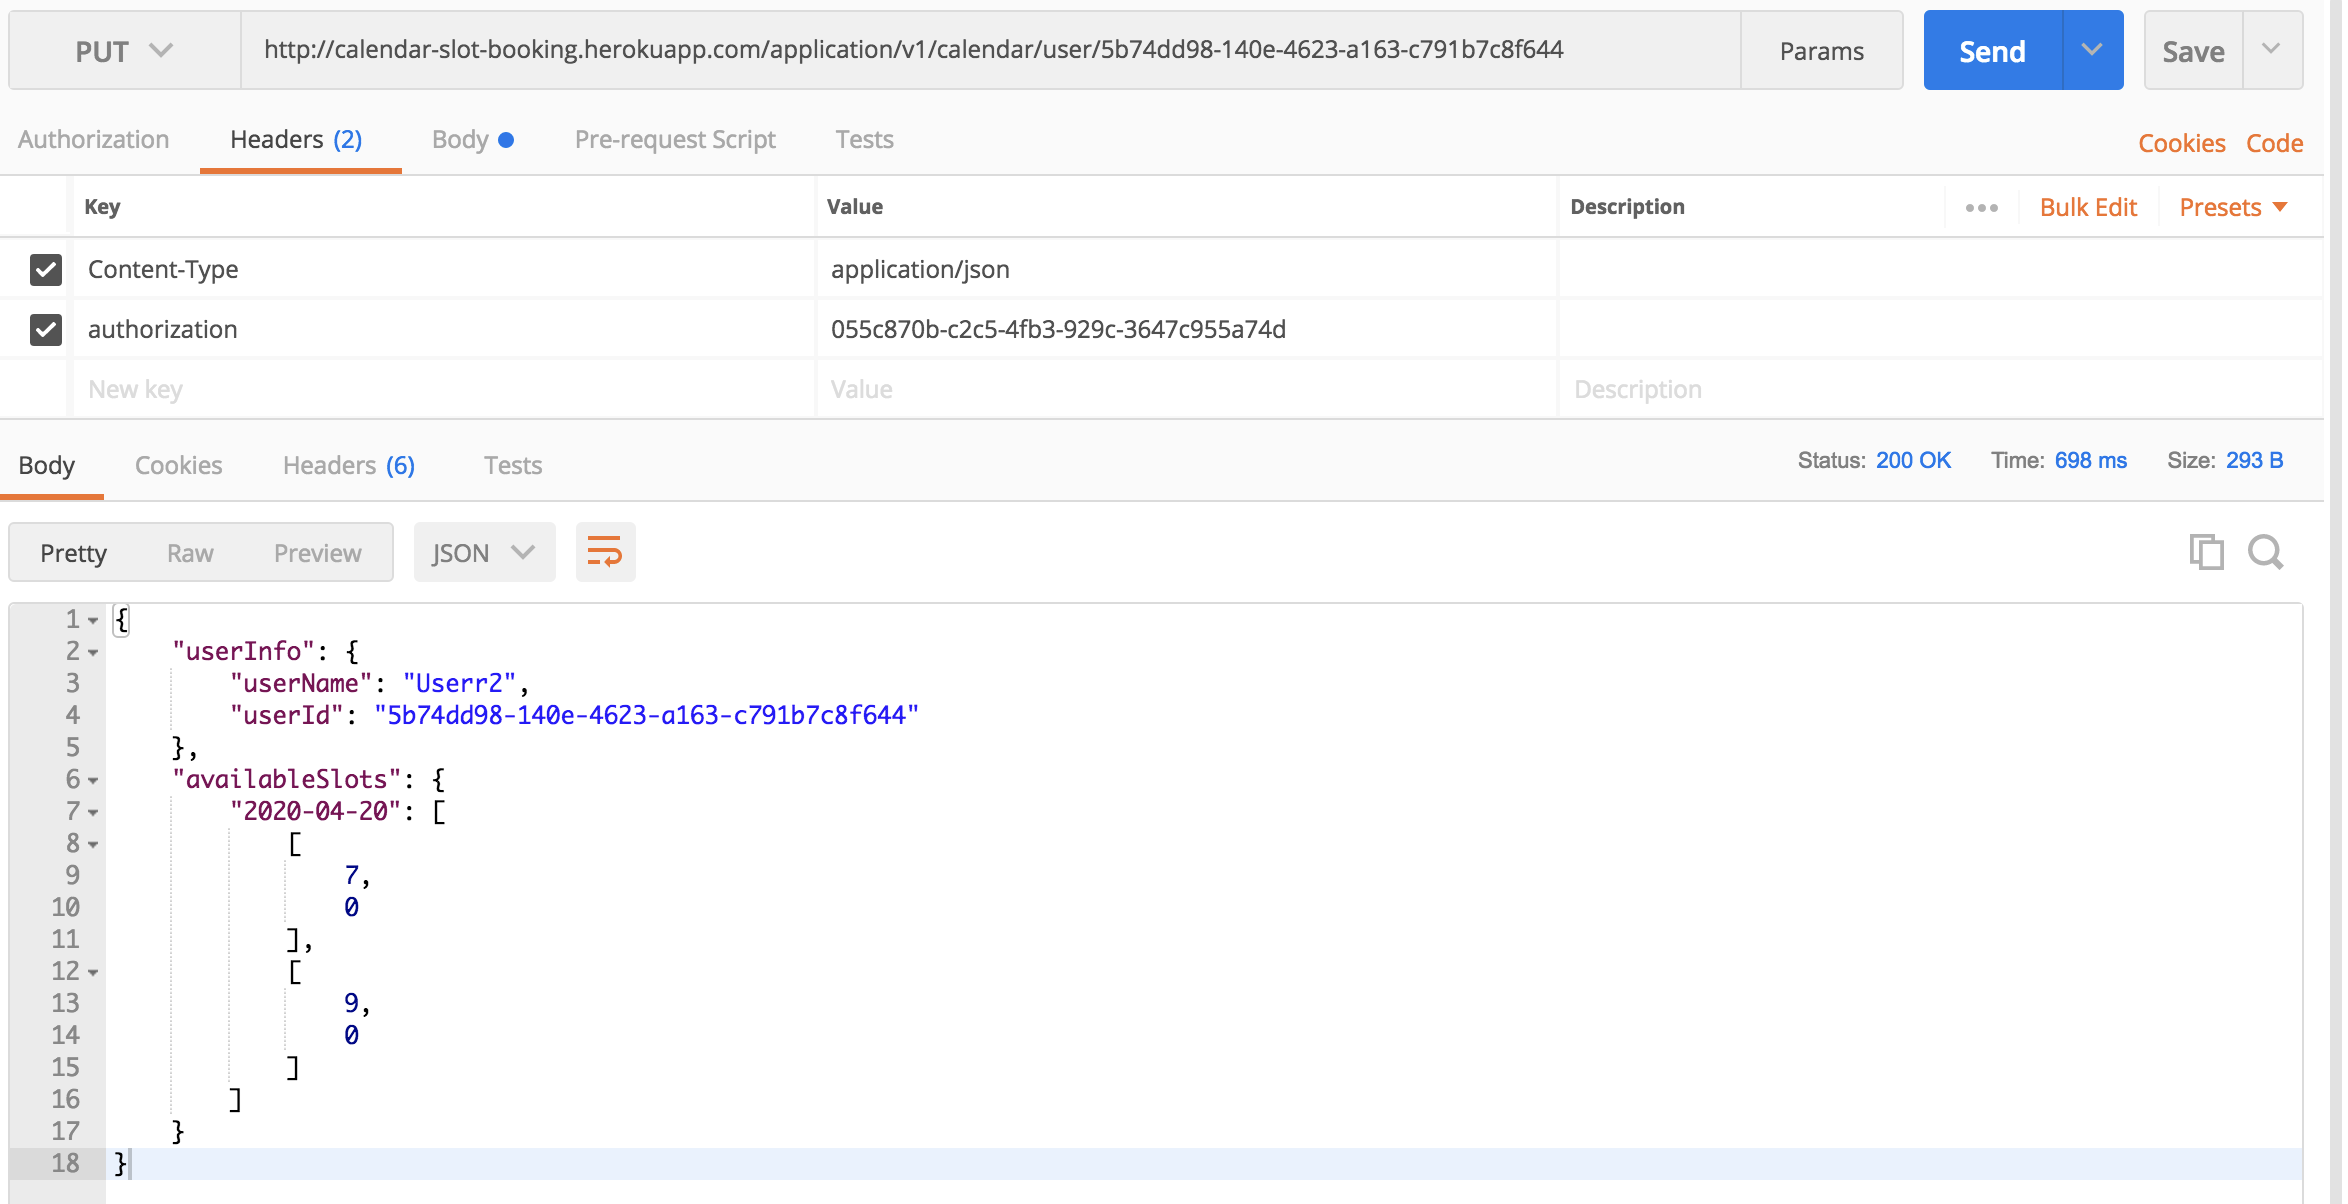 PUT http://calendar-slot-booking.herokuapp.com/application/v1/calendar/user/5b74dd98-140e-4623-a163-c791b7c8f644 Params Send Save
Authorization Headers (2) Body Pre-request Script Tests Cookies Code
Key Value Description Bulk Edit Presets
Content-Type application/json
authorization 055c870b-c2c5-4fb3-929c-3647c955a74d
New key Value Description
Body Cookies Headers (6) Tests Status: 200 OK Time: 698 ms Size: 293 B
Pretty Raw Preview JSON
1 {
2 "userInfo": {
3 "userName": "Userr2",
4 "userId": "5b74dd98-140e-4623-a163-c791b7c8f644"
5 },
6 "availableSlots": {
7 "2020-04-20": [
8 [
9 7,
10 0
11 ],
12 [
13 9,
14 0
15 ]
16 ]
17 }
18 }